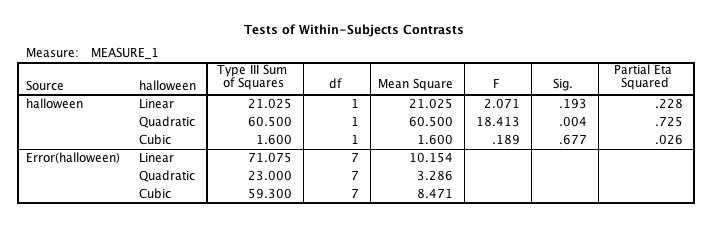 Tests of Within-Subjects Contrasts
Measure: MEASURE_1
Source halloween Type III Sum of Squares df Mean Square F Sig. Partial Eta Squared
halloween Linear 21.025 1 21.025 2.071 .193 .228
Quadratic 60.500 1 60.500 18.413 .004 .725
Cubic 1.600 1 1.600 .189 .677 .026
Error(halloween) Linear 71.075 7 10.154
Quadratic 23.000 7 3.286
Cubic 59.300 7 8.471